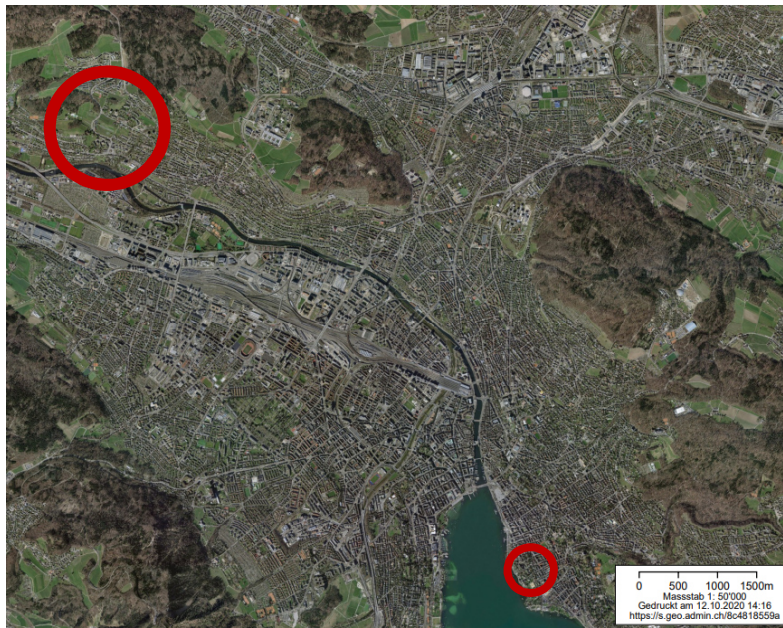 0 500 1000 1500m
Massstab 1: 50'000
Gedruckt am 12.10.2020 14:16
https://s.geo.admin.ch/8c4818559a